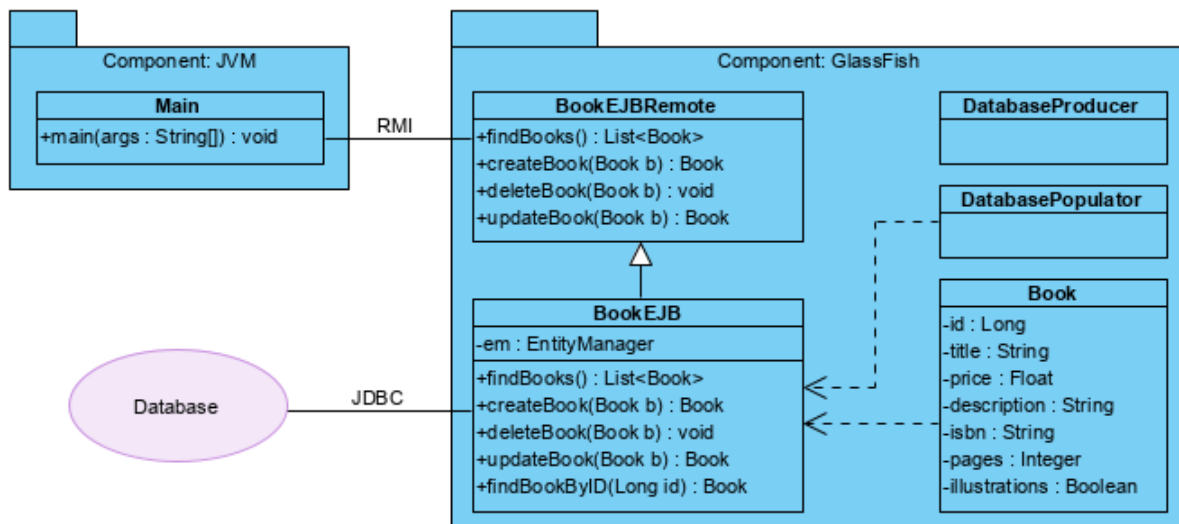 Component: JVM
Main
+main(args : String[]) : void
RMI
Component: GlassFish
BookEJBRemote
+findBooks() : List<Book>
+createBook(Book b) : Book
+deleteBook(Book b) : void
+updateBook(Book b) : Book
DatabaseProducer
DatabasePopulator
BookEJB
-em : EntityManager
+findBooks() : List<Book>
+createBook(Book b) : Book
+deleteBook(Book b) : void
+updateBook(Book b) : Book
+findBookByID(Long id) : Book
Book
-id : Long
-title : String
-price : Float
-description : String
-isbn : String
-pages : Integer
-illustrations : Boolean
Database
JDBC